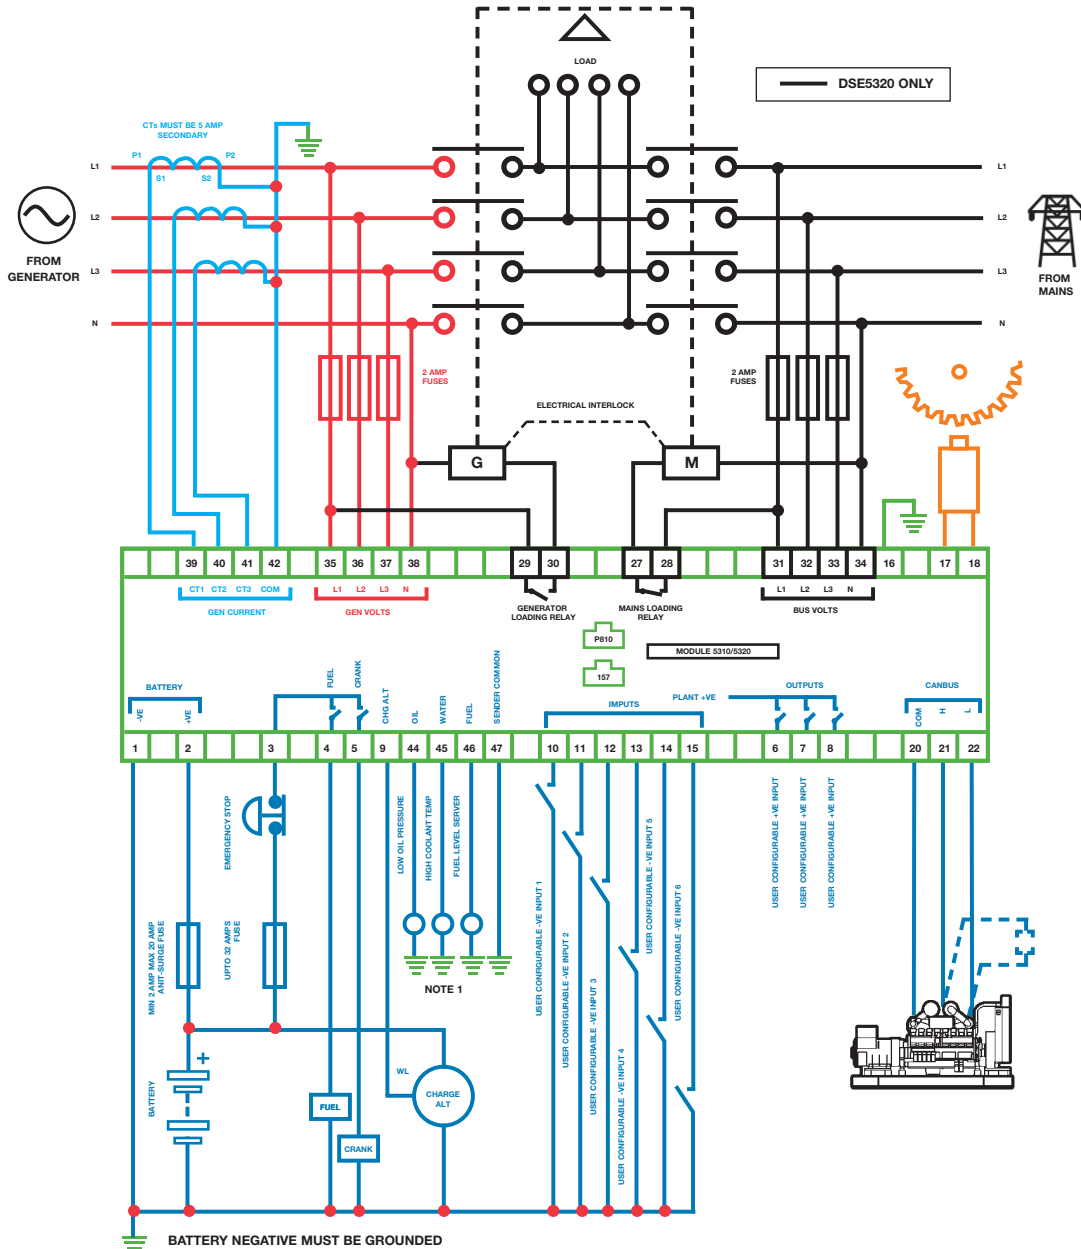 LOAD
DSE5320 ONLY
CTs MUST BE 5 AMP
SECONDARY
P1
P2
S1
S2
L1
L2
L3
N
FROM
GENERATOR
L1
L2
L3
N
FROM
MAINS
2 AMP
FUSES
2 AMP
FUSES
ELECTRICAL INTERLOCK
G
M
39 40 41 42 35 36 37 38 29 30 27 28 31 32 33 34 16 17 18
CT1 CT2 CT3 COM
GEN CURRENT
L1 L2 L3 N
GEN VOLTS
GENERATOR
LOADING RELAY
MAINS LOADING
RELAY
L1 L2 L3 N
BUS VOLTS
P810
157
MODULE 5310/5320
BATTERY
-VE
+VE
FUEL
CRANK
CHG ALT
OIL
WATER
FUEL
SENDER COMMON
IMPUTS
PLANT +VE
OUTPUTS
CANBUS
COM
H
L
1 2 3 4 5 9 44 45 46 47 10 11 12 13 14 15 6 7 8 20 21 22
EMERGENCY STOP
LOW OIL PRESSURE
HIGH COOLANT TEMP
FUEL LEVEL SERVER
USER CONFIGURABLE -VE INPUT 1
USER CONFIGURABLE -VE INPUT 2
USER CONFIGURABLE -VE INPUT 3
USER CONFIGURABLE -VE INPUT 4
USER CONFIGURABLE -VE INPUT 5
USER CONFIGURABLE -VE INPUT 6
USER CONFIGURABLE +VE INPUT
USER CONFIGURABLE +VE INPUT
USER CONFIGURABLE +VE INPUT
MIN 2 AMP MAX 20 AMP
ANIT-SURGE FUSE
UPTO 32 AMPS
FUSE
NOTE 1
+
BATTERY
WL
CHARGE
ALT
FUEL
CRANK
BATTERY NEGATIVE MUST BE GROUNDED